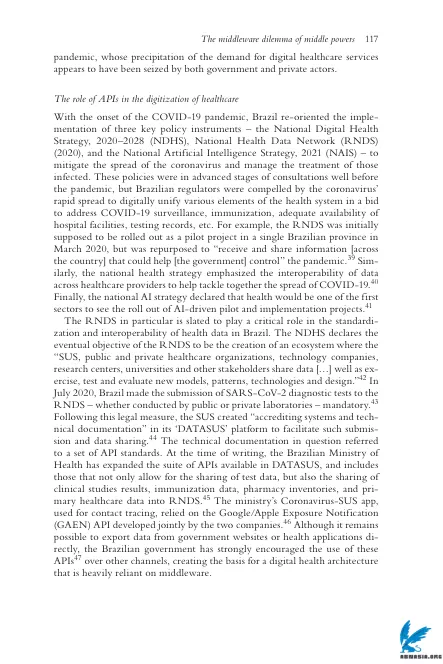 The middleware dilemma of middle powers 117
pandemic, whose precipitation of the demand for digital healthcare services
appears to have been seized by both government and private actors.
The role of APIs in the digitization of healthcare
With the onset of the COVID-19 pandemic, Brazil re-oriented the imple-
mentation of three key policy instruments – the National Digital Health
Strategy, 2020–2028 (NDHS), National Health Data Network (RNDS)
(2020), and the National Artificial Intelligence Strategy, 2021 (NAIS) – to
mitigate the spread of the coronavirus and manage the treatment of those
infected. These policies were in advanced stages of consultations well before
the pandemic, but Brazilian regulators were compelled by the coronavirus'
rapid spread to digitally unify various elements of the health system in a bid
to address COVID-19 surveillance, immunization, adequate availability of
hospital facilities, testing records, etc. For example, the RNDS was initially
supposed to be rolled out as a pilot project in a single Brazilian province in
March 2020, but was repurposed to “receive and share information [across
the country] that could help [the government] control” the pandemic.39 Sim-
ilarly, the national health strategy emphasized the interoperability of data
across healthcare providers to help tackle together the spread of COVID-19.40
Finally, the national AI strategy declared that health would be one of the first
sectors to see the roll out of AI-driven pilot and implementation projects.41
The RNDS in particular is slated to play a critical role in the standardi-
zation and interoperability of health data in Brazil. The NDHS declares the
eventual objective of the RNDS to be the creation of an ecosystem where the
“SUS, public and private healthcare organizations, technology companies,
research centers, universities and other stakeholders share data […] well as ex-
ercise, test and evaluate new models, patterns, technologies and design.”42 In
July 2020, Brazil made the submission of SARS-CoV-2 diagnostic tests to the
RNDS – whether conducted by public or private laboratories – mandatory.43
Following this legal measure, the SUS created “accrediting systems and tech-
nical documentation” in its ‘DATASUS’ platform to facilitate such submis-
sion and data sharing.44 The technical documentation in question referred
to a set of API standards. At the time of writing, the Brazilian Ministry of
Health has expanded the suite of APIs available in DATASUS, and includes
those that not only allow for the sharing of test data, but also the sharing of
clinical studies results, immunization data, pharmacy inventories, and pri-
mary healthcare data into RNDS.45 The ministry's Coronavirus-SUS app,
used for contact tracing, relied on the Google/Apple Exposure Notification
(GAEN) API developed jointly by the two companies.46 Although it remains
possible to export data from government websites or health applications di-
rectly, the Brazilian government has strongly encouraged the use of these
APIs47 over other channels, creating the basis for a digital health architecture
that is heavily reliant on middleware.